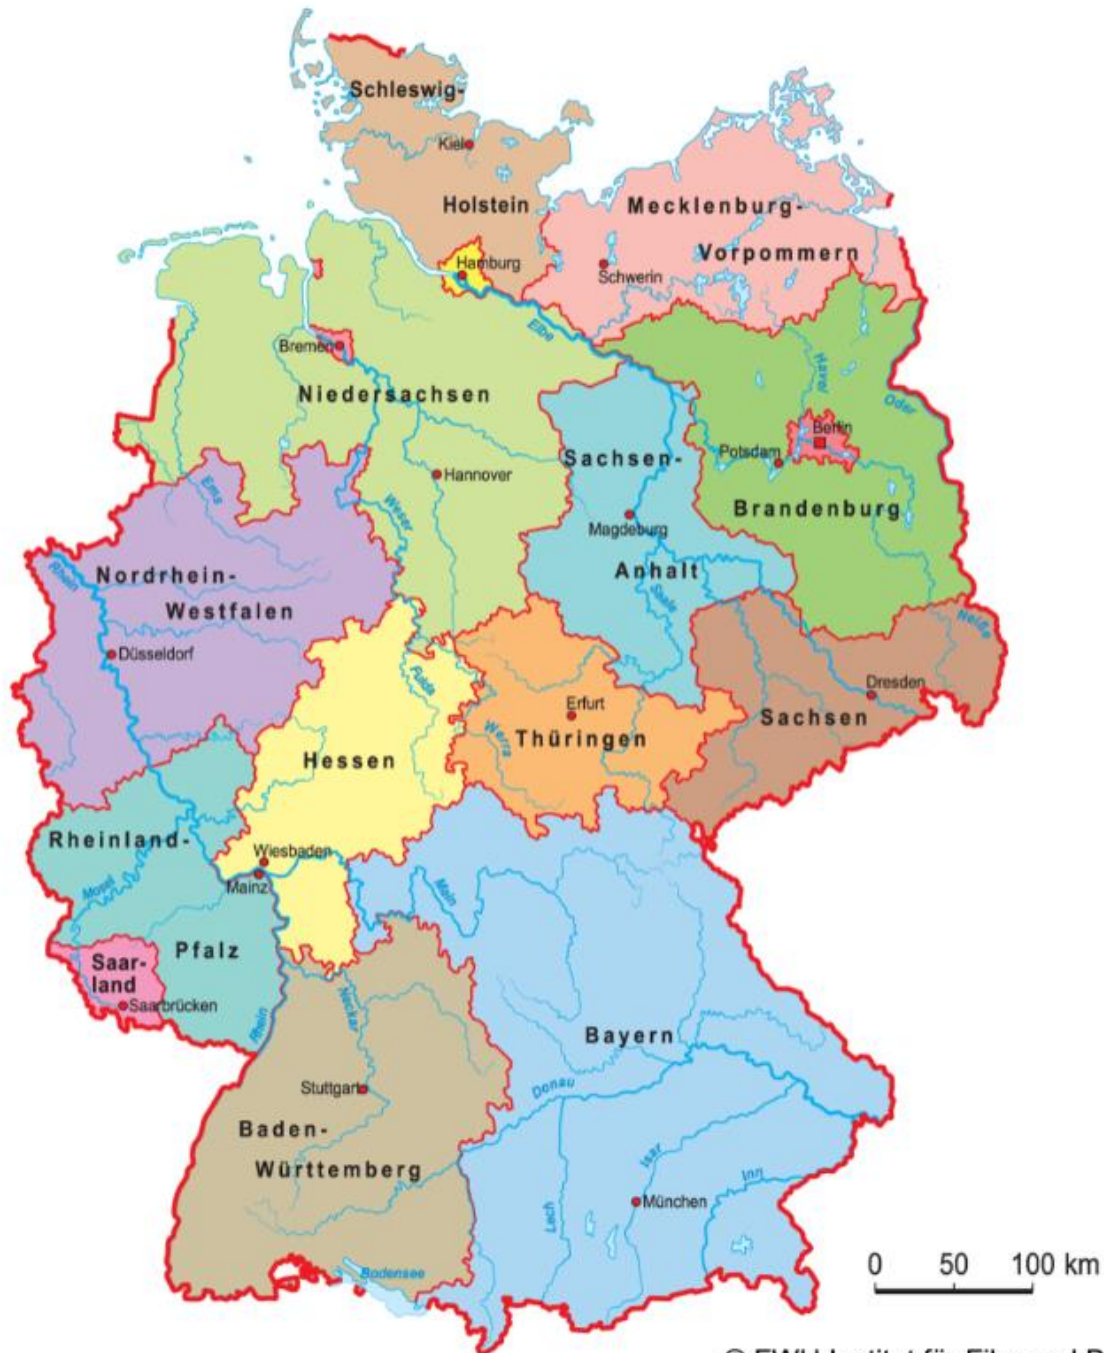 Schleswig-
Kiel
Holstein
Mecklenburg-
Vorpommern
Hamburg
Schwerin
Elbe
Bremen
Havel
Niedersachsen
Oder
Berlin
Potsdam
Sachsen-
Hannover
Ems
Weser
Brandenburg
Magdeburg
Anhalt
Saale
Rhein
Nordrhein-
Westfalen
Neiße
Düsseldorf
Fulda
Dresden
Erfurt
Sachsen
Werra
Thüringen
Hessen
Rheinland-
Wiesbaden
Mosel
Mainz
Main
Pfalz
Saar-
land
Saarbrücken
Neckar
Rhein
Bayern
Stuttgart
Donau
Baden-
Württemberg
Isar
Inn
Lech
München
Bodensee
0 50 100 km